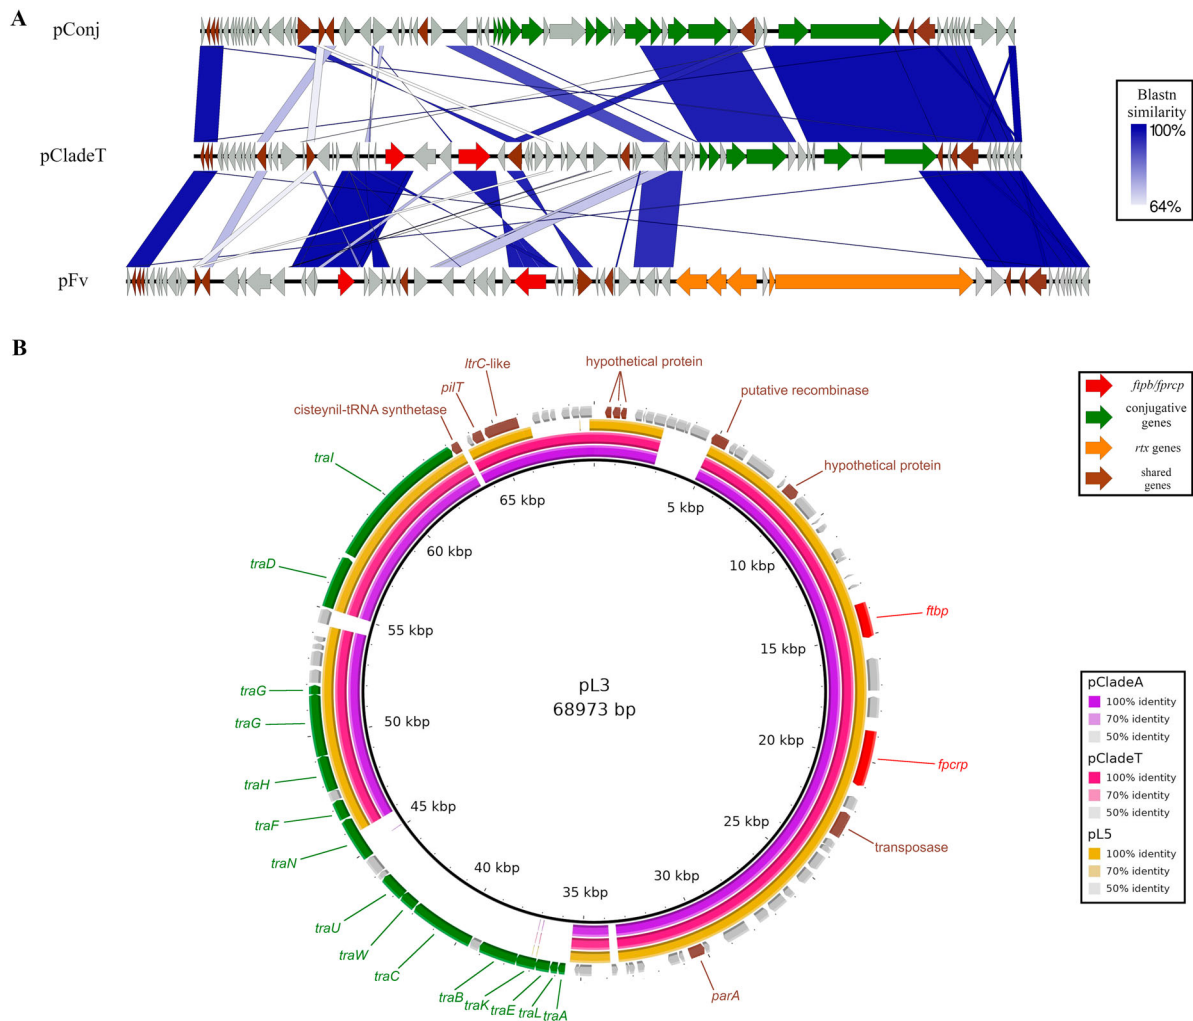 A
pConj
pCladeT
pFv
Blastn
similarity
100%
64%
B
ltrC-like
pilT
cisteynil-tRNA synthetase
hypothetical protein
putative recombinase
hypothetical protein
traI
traD
traG
traG
traH
traF
traN
traU
traW
traC
traB
traK
traE
traL
traA
ftbp
fpcrp
transposase
parA
5 kbp
10 kbp
15 kbp
20 kbp
25 kbp
30 kbp
35 kbp
40 kbp
45 kbp
50 kbp
55 kbp
60 kbp
65 kbp
pL3
68973 bp
ftpb/fprcp
conjugative
genes
rtx genes
shared
genes
pCladeA
100% identity
70% identity
50% identity
pCladeT
100% identity
70% identity
50% identity
pL5
100% identity
70% identity
50% identity